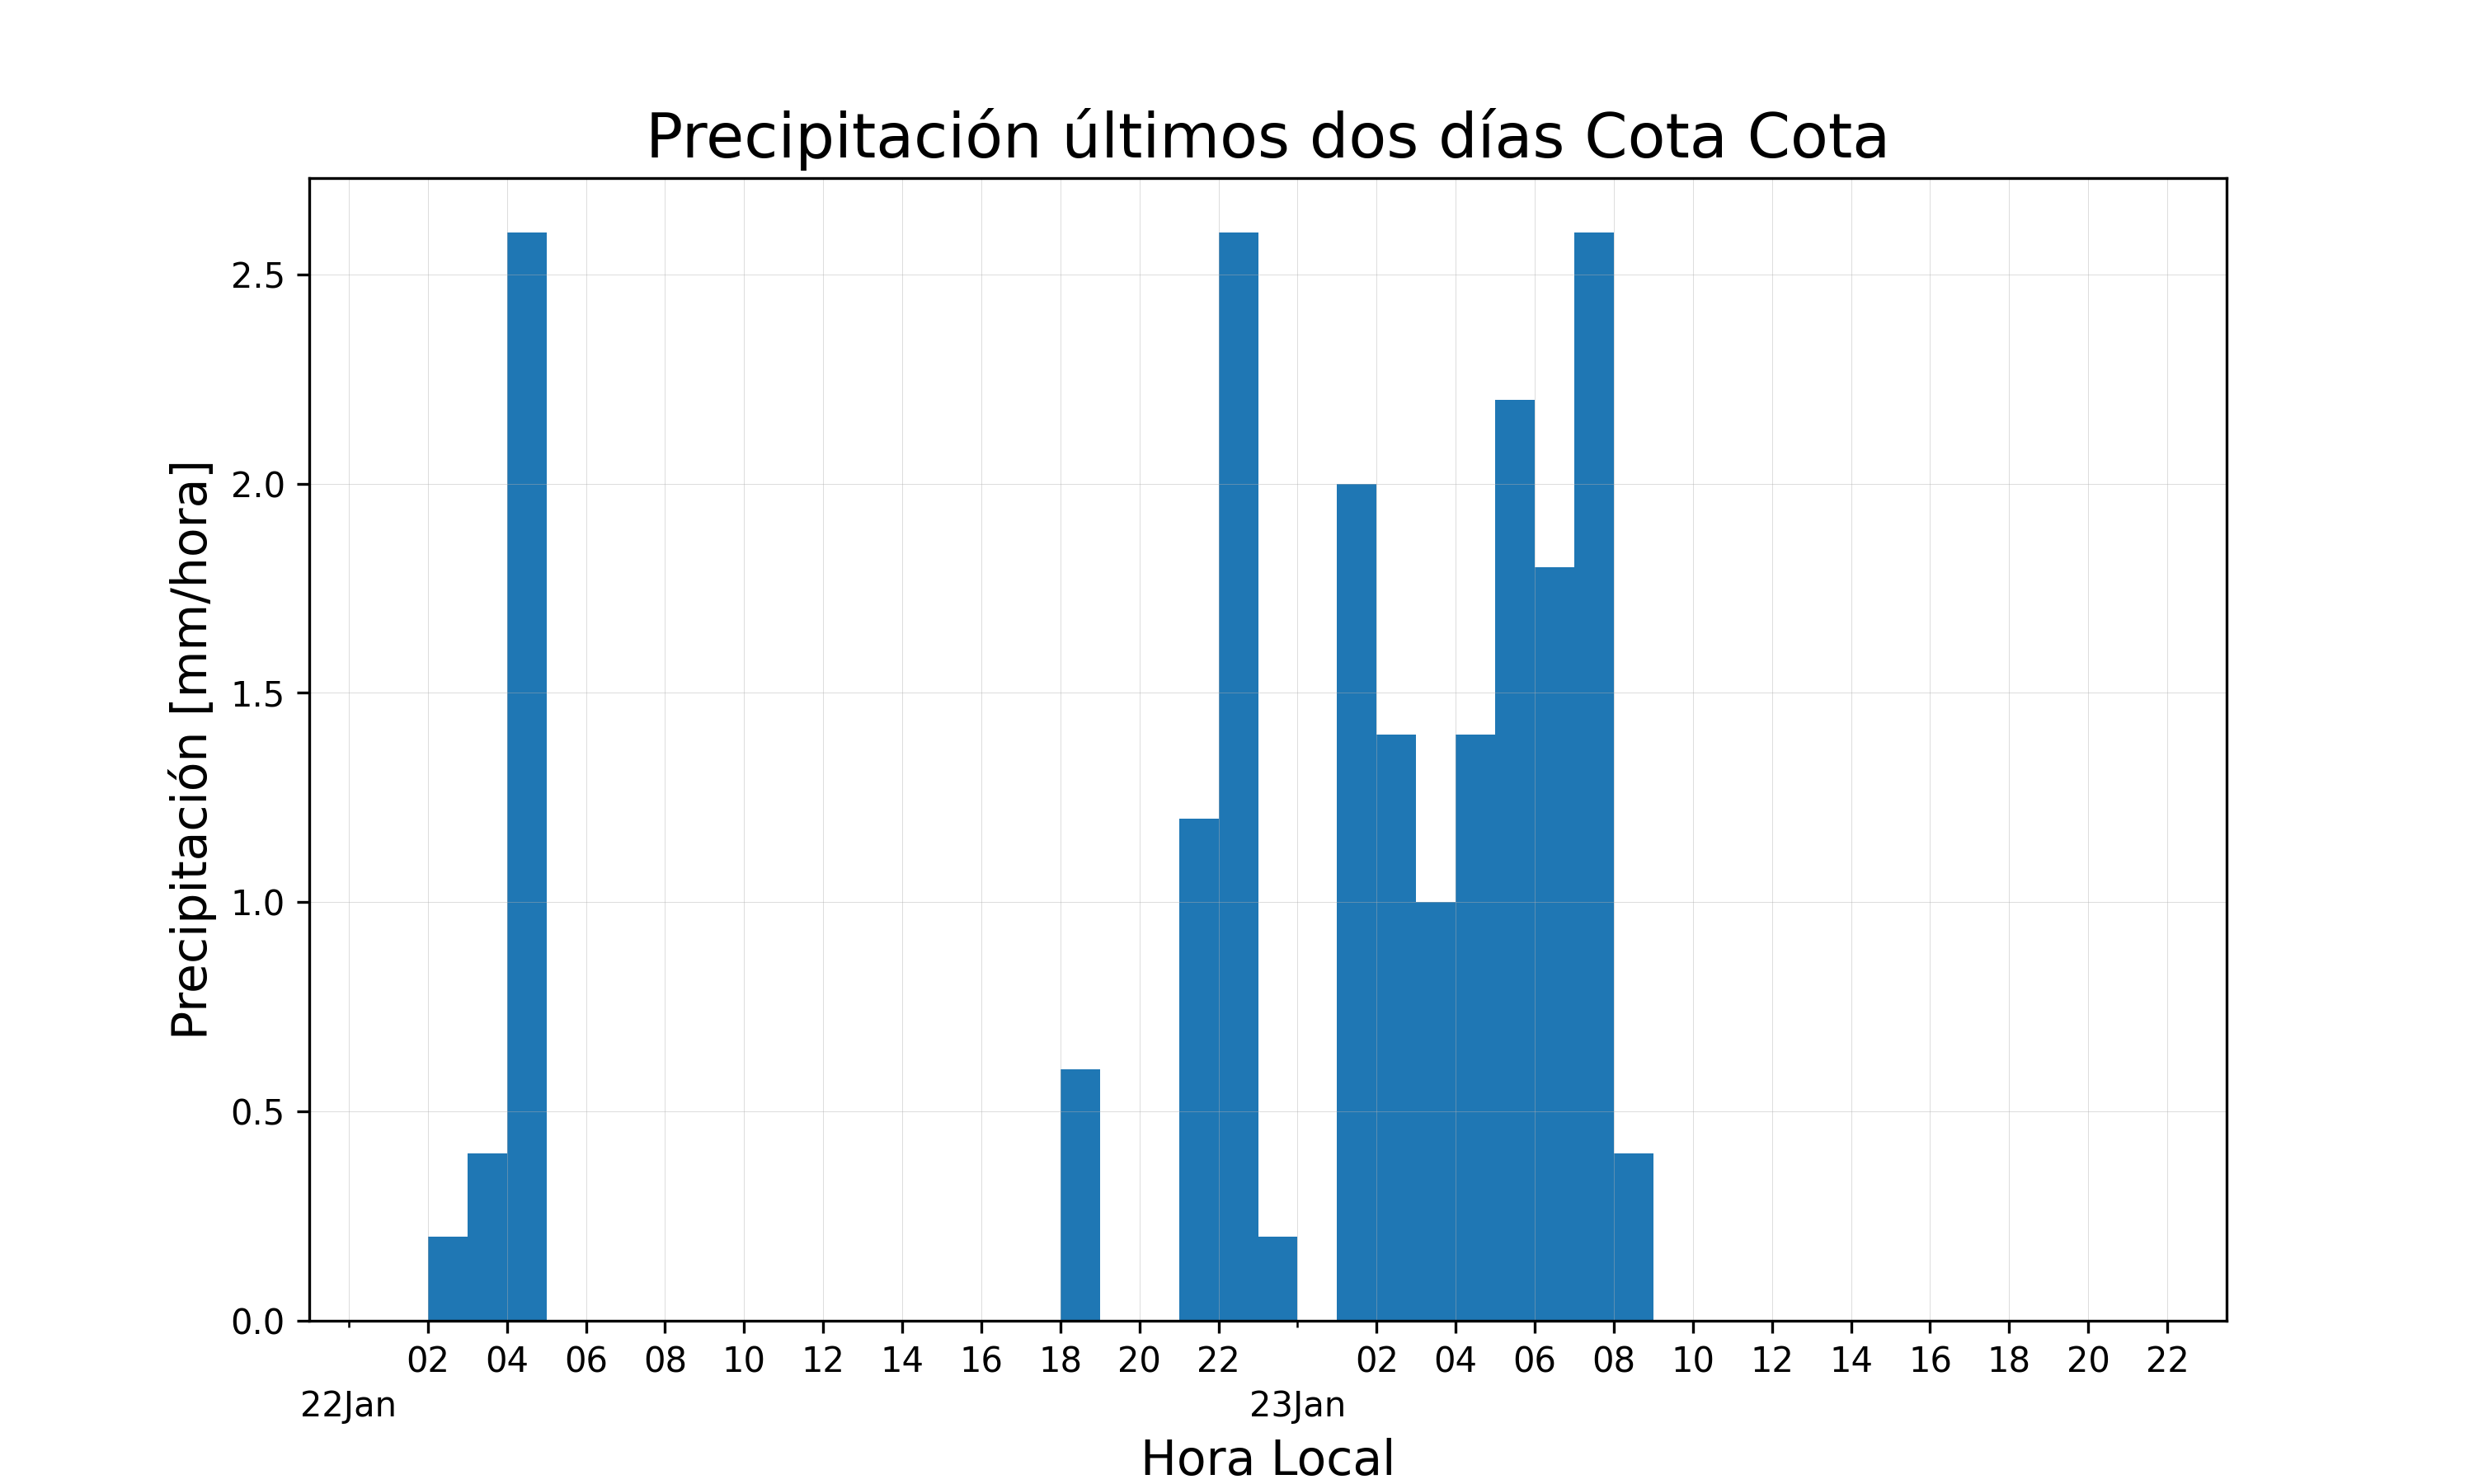 Precipitación últimos dos días Cota Cota
Precipitación [mm/hora]
2.5
2.0
1.5
1.0
0.5
0.0
02 04 06 08 10 12 14 16 18 20 22 02 04 06 08 10 12 14 16 18 20 22
22Jan 23Jan
Hora Local